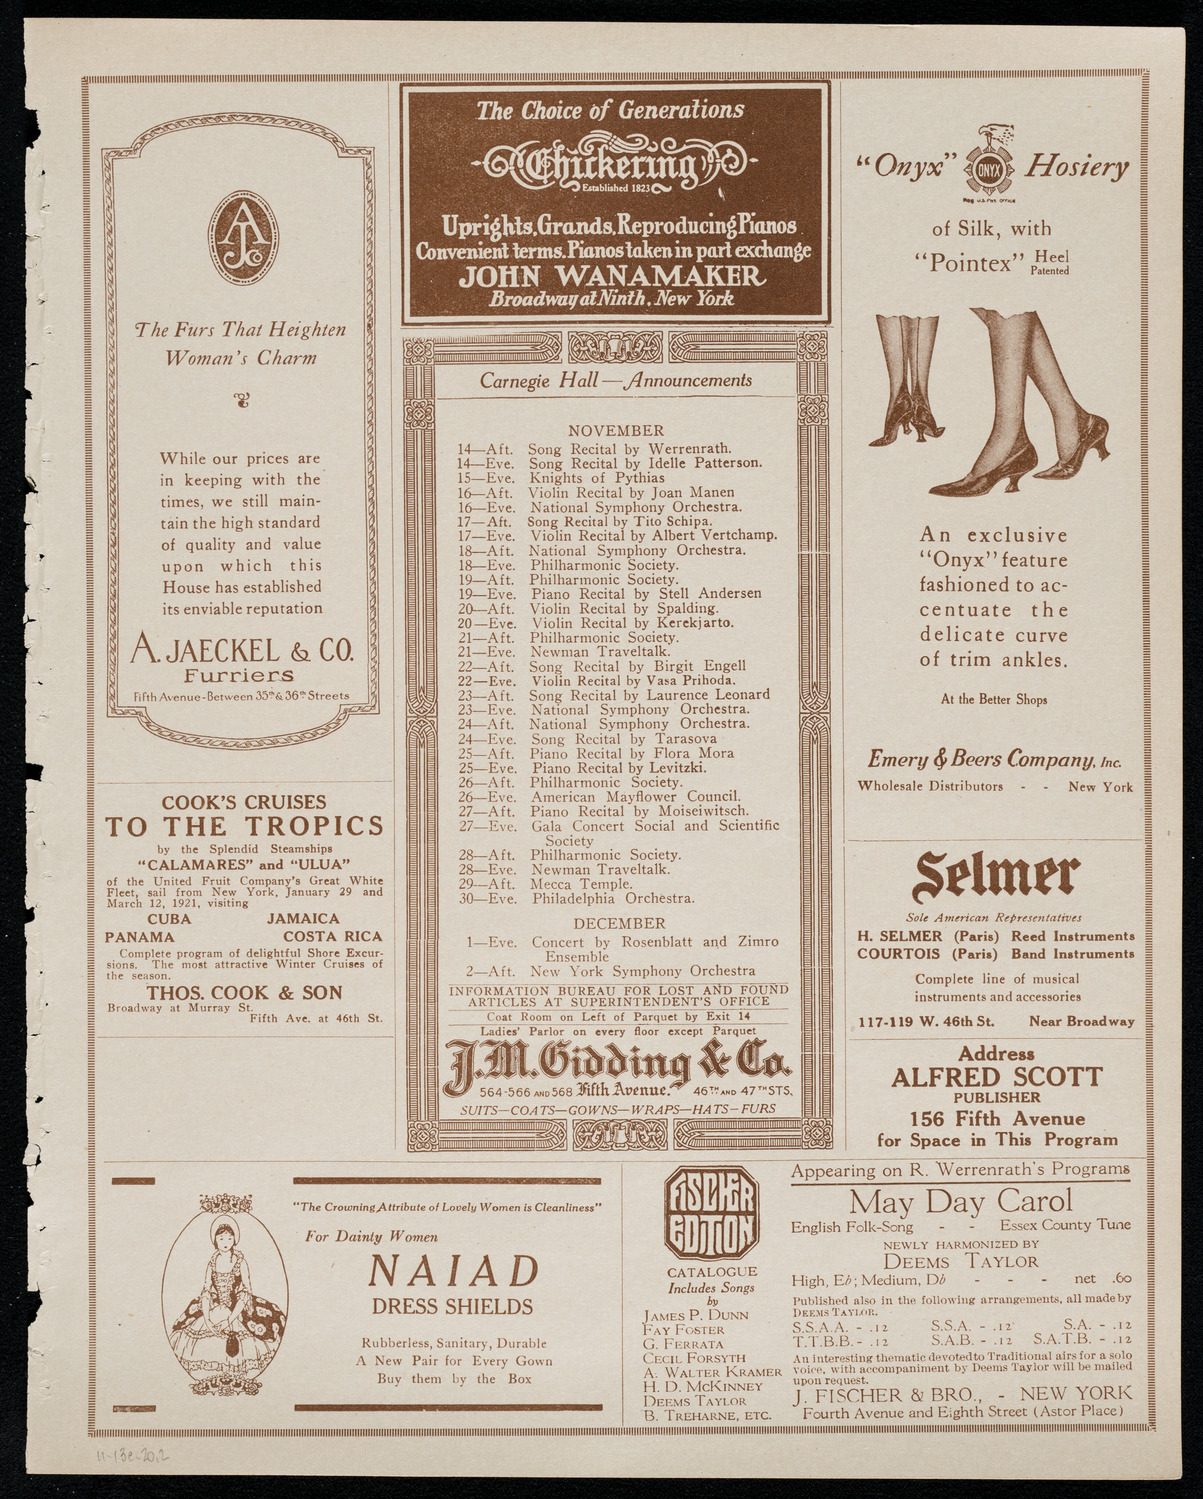 AJCo
The Furs That Heighten
Woman's Charm
While our prices are
in keeping with the
times, we still main-
tain the high standard
of quality and value
upon which this
House has established
its enviable reputation
A. JAECKEL & CO.
Furriers
Fifth Avenue-Between 35th & 36th Streets
COOK'S CRUISES
TO THE TROPICS
by the Splendid Steamships
"CALAMARES" and "ULUA"
of the United Fruit Company's Great White
Fleet, sail from New York, January 29 and
March 12, 1921, visiting
CUBA JAMAICA
PANAMA COSTA RICA
Complete program of delightful Shore Excur-
sions. The most attractive Winter Cruises of
the season.
THOS. COOK & SON
Broadway at Murray St.
Fifth Ave. at 46th St.
The Choice of Generations
Chickering
Established 1823
Uprights, Grands, Reproducing Pianos
Convenient terms. Pianos taken in part exchange
JOHN WANAMAKER
Broadway at Ninth, New York
Carnegie Hall—Announcements
NOVEMBER
14—Aft. Song Recital by Werrenrath.
14—Eve. Song Recital by Idelle Patterson.
15—Eve. Knights of Pythias
16—Aft. Violin Recital by Joan Manen
16—Eve. National Symphony Orchestra.
17—Aft. Song Recital by Tito Schipa.
17—Eve. Violin Recital by Albert Vertchamp.
18—Aft. National Symphony Orchestra.
18—Eve. Philharmonic Society.
19—Aft. Philharmonic Society.
19—Eve. Piano Recital by Stell Andersen
20—Aft. Violin Recital by Spalding.
20—Eve. Violin Recital by Kerekjarto.
21—Aft. Philharmonic Society.
21—Eve. Newman Traveltalk.
22—Aft. Song Recital by Birgit Engell
22—Eve. Violin Recital by Vasa Prihoda.
23—Aft. Song Recital by Laurence Leonard
23—Eve. National Symphony Orchestra.
24—Aft. National Symphony Orchestra.
24—Eve. Song Recital by Tarasova
25—Aft. Piano Recital by Flora Mora
25—Eve. Piano Recital by Levitzki.
26—Aft. Philharmonic Society.
26—Eve. American Mayflower Council.
27—Aft. Piano Recital by Moiseiwitsch.
27—Eve. Gala Concert Social and Scientific
Society
28—Aft. Philharmonic Society.
28—Eve. Newman Traveltalk.
29—Aft. Mecca Temple.
30—Eve. Philadelphia Orchestra.
DECEMBER
1—Eve. Concert by Rosenblatt and Zimro
Ensemble
2—Aft. New York Symphony Orchestra
INFORMATION BUREAU FOR LOST AND FOUND
ARTICLES AT SUPERINTENDENT'S OFFICE
Coat Room on Left of Parquet by Exit 14
Ladies' Parlor on every floor except Parquet
J.M. Gidding & Co.
564-566 AND 568 Fifth Avenue. 46TH AND 47TH STS.
SUITS—COATS—GOWNS—WRAPS—HATS—FURS
"Onyx" ONYX Hosiery
Reg U.S. Pat. Office
of Silk, with
"Pointex" Heel
Patented
An exclusive
"Onyx" feature
fashioned to ac-
centuate the
delicate curve
of trim ankles.
At the Better Shops
Emery & Beers Company, Inc.
Wholesale Distributors - - New York
Selmer
Sole American Representatives
H. SELMER (Paris) Reed Instruments
COURTOIS (Paris) Band Instruments
Complete line of musical
instruments and accessories
117-119 W. 46th St. Near Broadway
Address
ALFRED SCOTT
PUBLISHER
156 Fifth Avenue
for Space in This Program
"The Crowning Attribute of Lovely Women is Cleanliness"
For Dainty Women
NAIAD
DRESS SHIELDS
Rubberless, Sanitary, Durable
A New Pair for Every Gown
Buy them by the Box
FISCHER
EDITION
CATALOGUE
Includes Songs
by
JAMES P. DUNN
FAY FOSTER
G. FERRATA
CECIL FORSYTH
A. WALTER KRAMER
H. D. McKINNEY
DEEMS TAYLOR
B. TREHARNE, ETC.
Appearing on R. Werrenrath's Programs
May Day Carol
English Folk-Song - - Essex County Tune
NEWLY HARMONIZED BY
DEEMS TAYLOR
High, E♭; Medium, D♭ - - - net .60
Published also in the following arrangements, all made by
DEEMS TAYLOR.
S.S.A.A. - .12 S.S.A. - .12 S.A. - .12
T.T.B.B. - .12 S.A.B. - .12 S.A.T.B. - .12
An interesting thematic devoted to Traditional airs for a solo
voice, with accompaniment by Deems Taylor will be mailed
upon request.
J. FISCHER & BRO., - NEW YORK
Fourth Avenue and Eighth Street (Astor Place)
11-13e-20,2